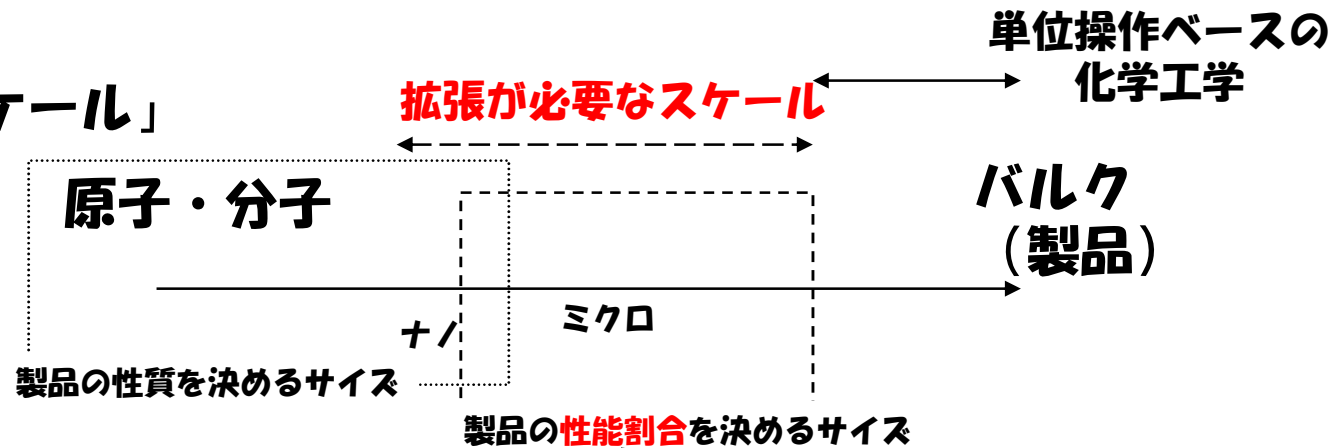 単位操作ベースの
化学工学
ケール」
拡張が必要なスケール
原子・分子
バルク
（製品）
ナノ
ミクロ
製品の性質を決めるサイズ
製品の性能割合を決めるサイズ